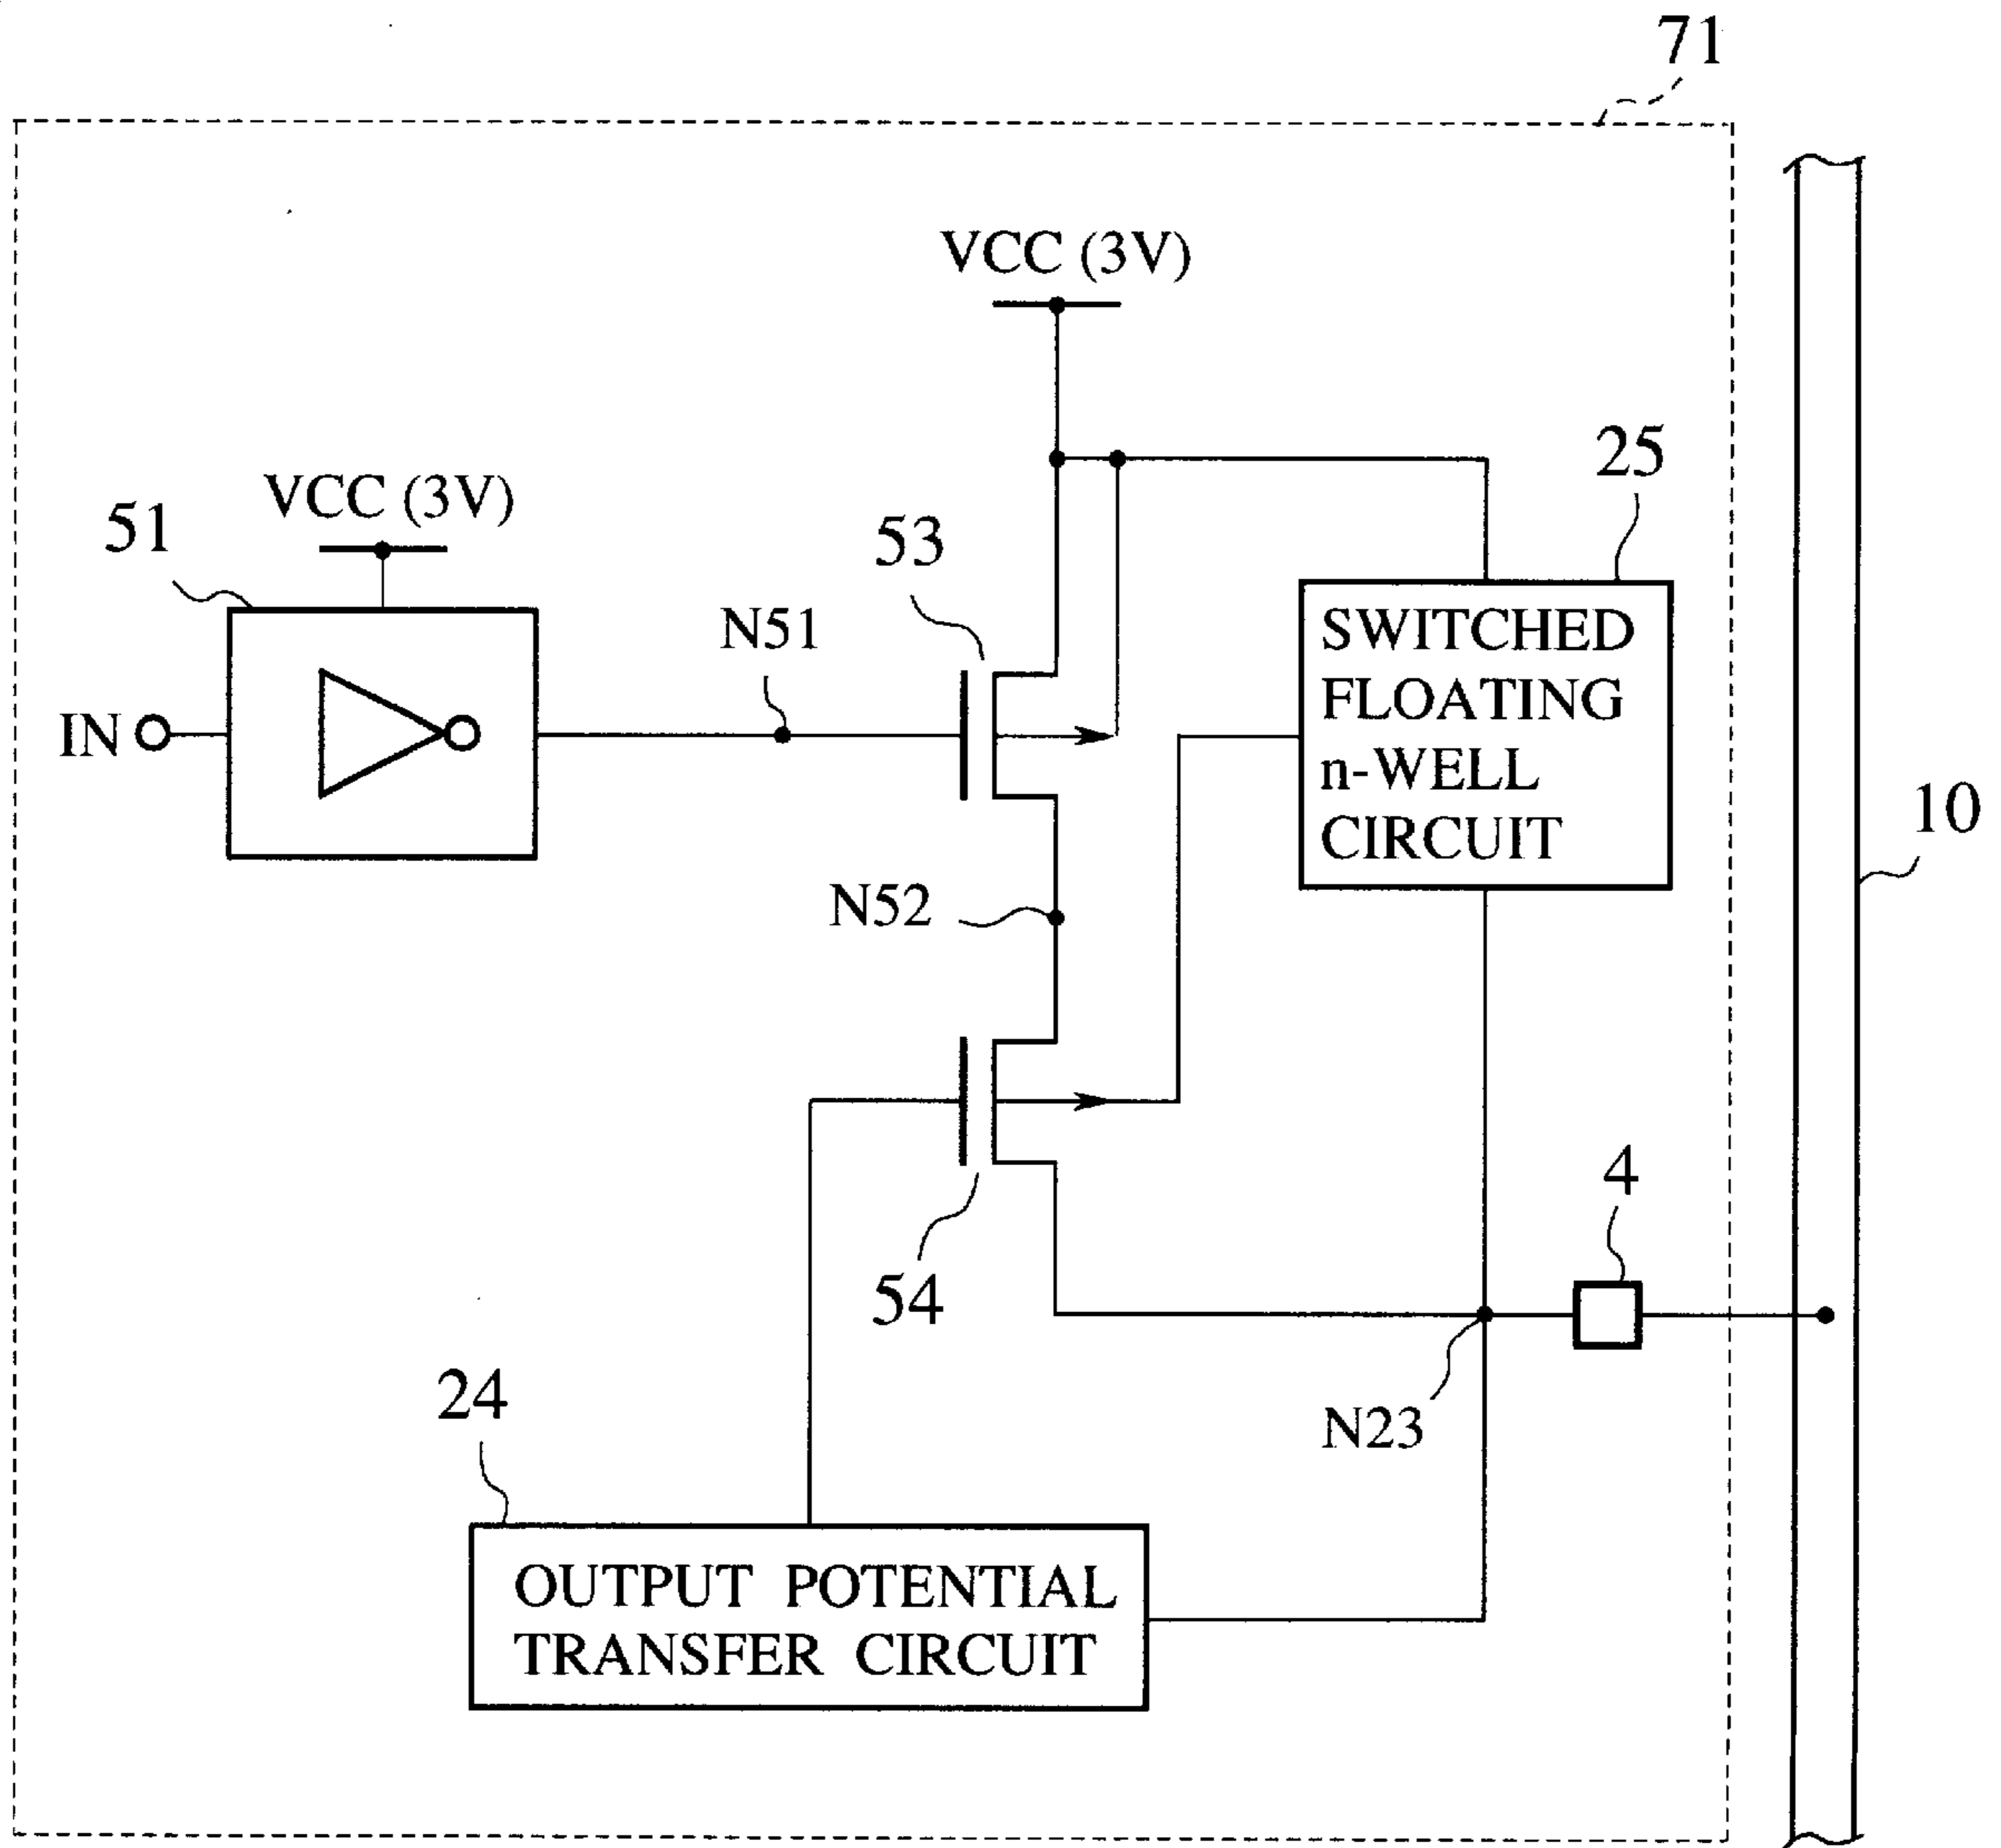 71
VCC (3V)
25
VCC (3V)
51
53
N51
SWITCHED
FLOATING
n-WELL
CIRCUIT
IN
10
N52
4
54
24
N23
OUTPUT POTENTIAL
TRANSFER CIRCUIT